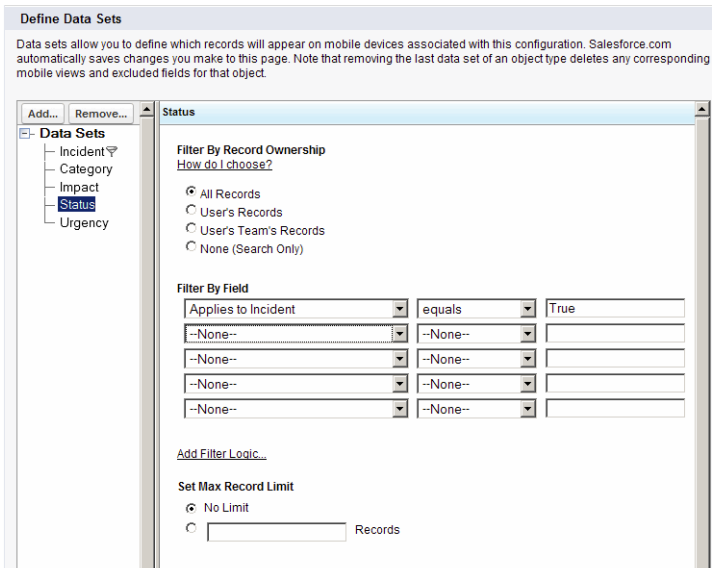 Define Data Sets
Data sets allow you to define which records will appear on mobile devices associated with this configuration. Salesforce.com
automatically saves changes you make to this page. Note that removing the last data set of an object type deletes any corresponding
mobile views and excluded fields for that object.
Add... Remove...
Data Sets
Incident
Category
Impact
Status
Urgency
Status
Filter By Record Ownership
How do I choose?
All Records
User's Records
User's Team's Records
None (Search Only)
Filter By Field
Applies to Incident equals True
--None-- --None--
--None-- --None--
--None-- --None--
--None-- --None--
Add Filter Logic...
Set Max Record Limit
No Limit
Records